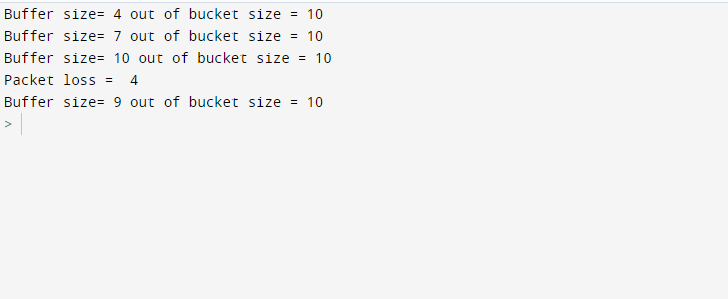 Buffer size= 4 out of bucket size = 10
Buffer size= 7 out of bucket size = 10
Buffer size= 10 out of bucket size = 10
Packet loss =  4
Buffer size= 9 out of bucket size = 10
>